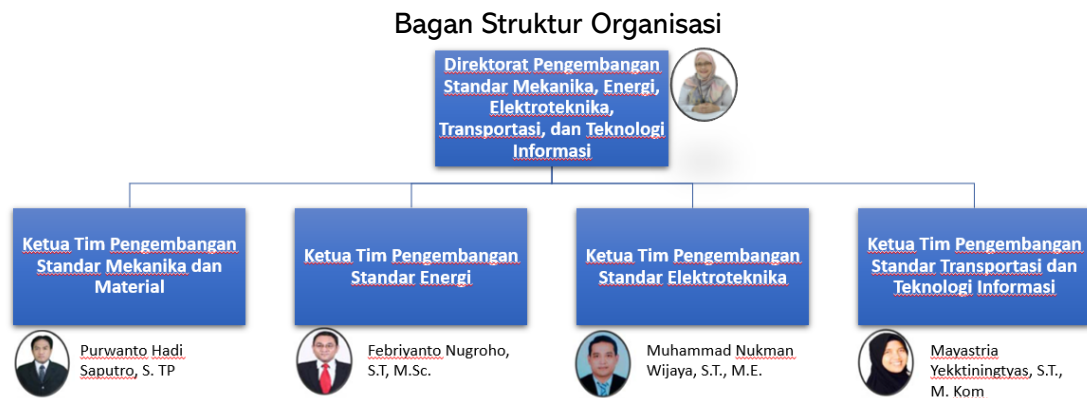 Bagan Struktur Organisasi
Direktorat Pengembangan
Standar Mekanika, Energi,
Elektroteknika,
Transportasi, dan Teknologi
Informasi
Ketua Tim Pengembangan
Standar Mekanika dan
Material
Ketua Tim Pengembangan
Standar Energi
Ketua Tim Pengembangan
Standar Elektroteknika
Ketua Tim Pengembangan
Standar Transportasi dan
Teknologi Informasi
Purwanto Hadi
Saputro, S. TP
Febriyanto Nugroho,
S.T, M.Sc.
Muhammad Nukman
Wijaya, S.T., M.E.
Mayastria
Yekktiningtyas, S.T.,
M. Kom